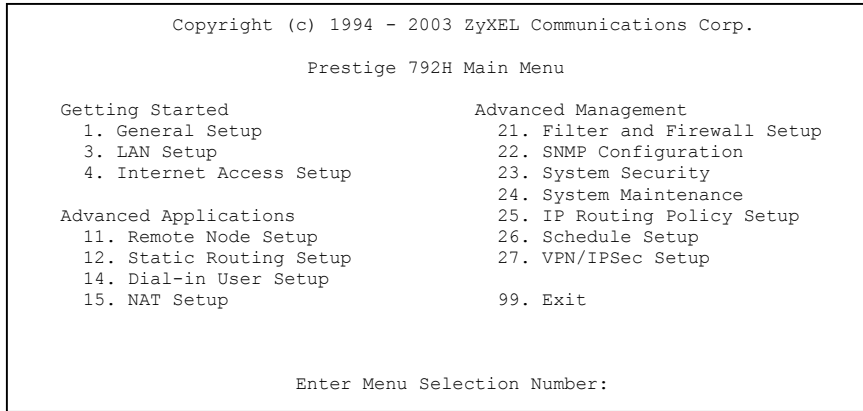 Copyright (c) 1994 - 2003 ZyXEL Communications Corp.
Prestige 792H Main Menu
Getting Started
1. General Setup
3. LAN Setup
4. Internet Access Setup
Advanced Applications
11. Remote Node Setup
12. Static Routing Setup
14. Dial-in User Setup
15. NAT Setup
Advanced Management
21. Filter and Firewall Setup
22. SNMP Configuration
23. System Security
24. System Maintenance
25. IP Routing Policy Setup
26. Schedule Setup
27. VPN/IPSec Setup
99. Exit
Enter Menu Selection Number: